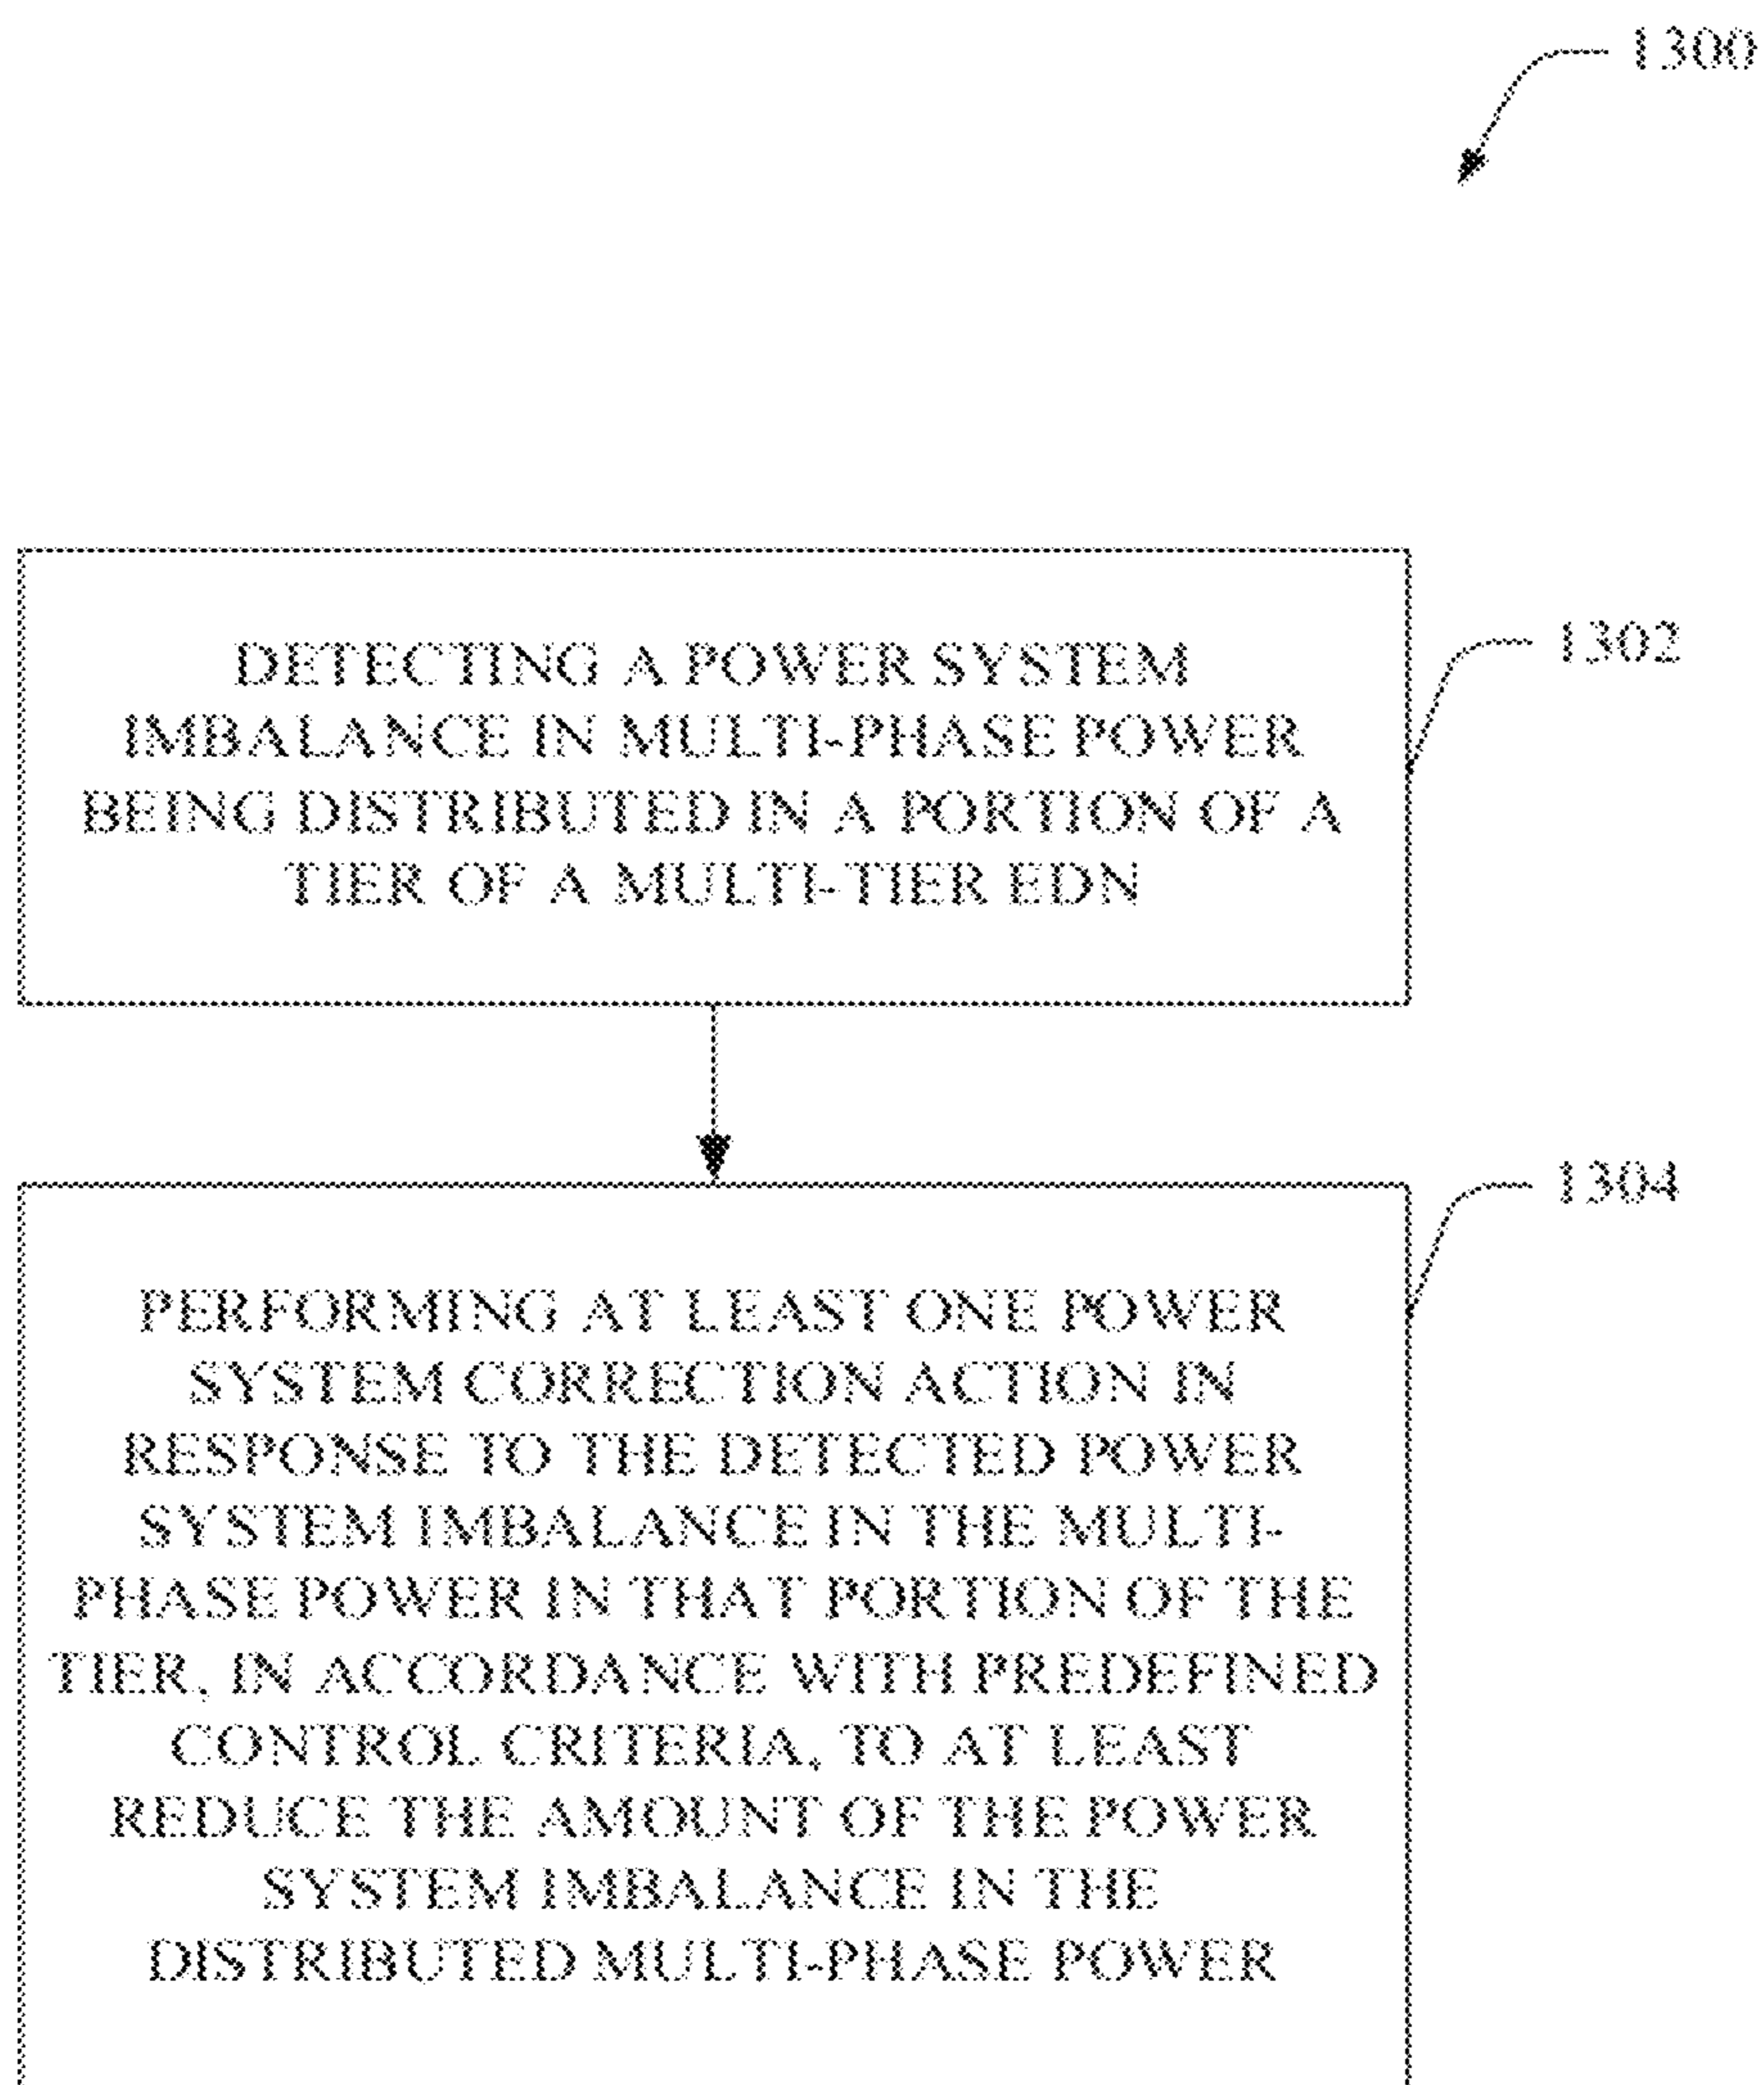 1300
DETECTING A POWER SYSTEM
IMBALANCE IN MULTI-PHASE POWER
BEING DISTRIBUTED IN A PORTION OF A
TIER OF A MULTI-TIER EDN
1302
1304
PERFORMING AT LEAST ONE POWER
SYSTEM CORRECTION ACTION IN
RESPONSE TO THE DETECTED POWER
SYSTEM IMBALANCE IN THE MULTI-
PHASE POWER IN THAT PORTION OF THE
TIER, IN ACCORDANCE WITH PREDEFINED
CONTROL CRITERIA, TO AT LEAST
REDUCE THE AMOUNT OF THE POWER
SYSTEM IMBALANCE IN THE
DISTRIBUTED MULTI-PHASE POWER